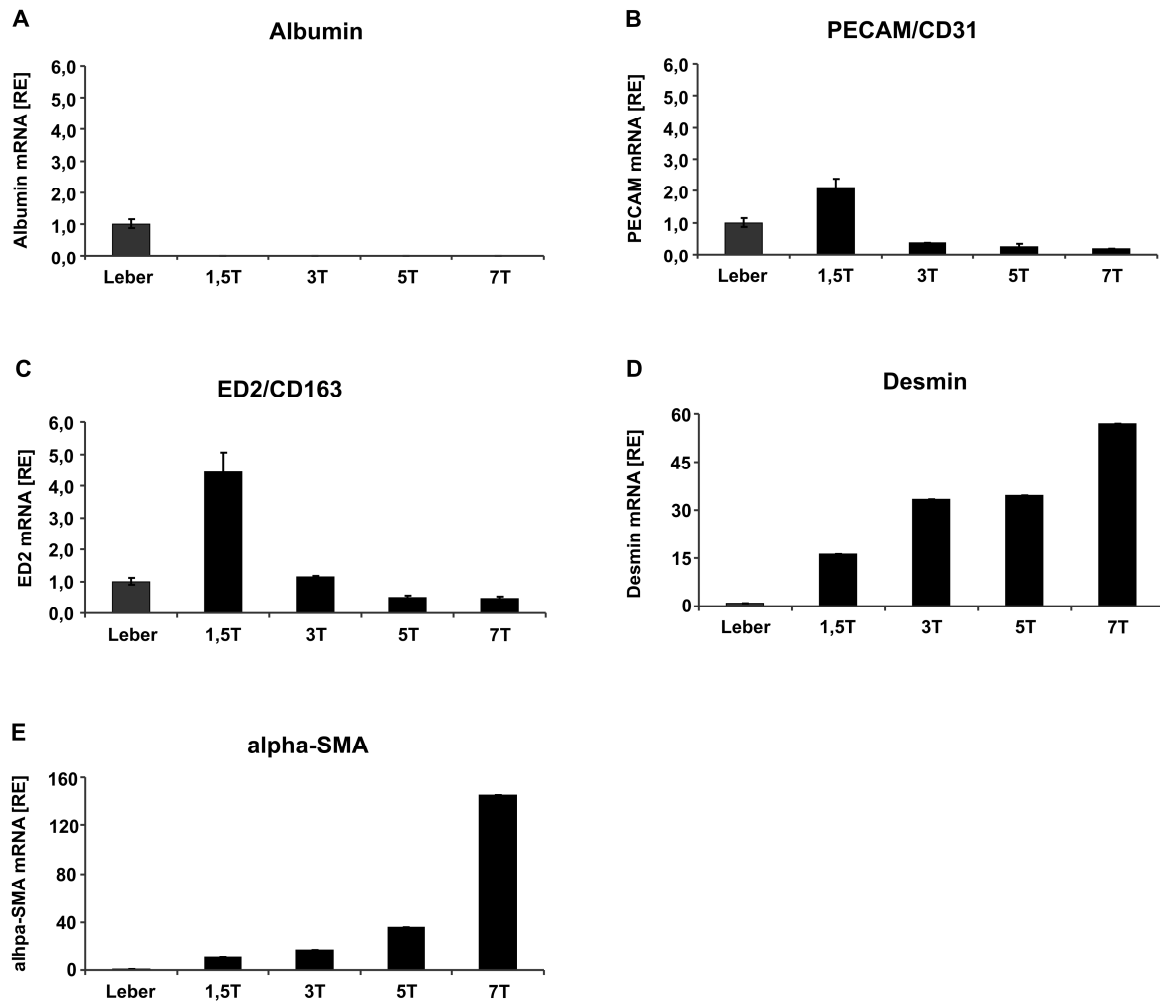 A
Albumin
Albumin mRNA [RE]
6,0
5,0
4,0
3,0
2,0
1,0
0,0
Leber 1,5T 3T 5T 7T
B
PECAM/CD31
PECAM mRNA [RE]
6,0
5,0
4,0
3,0
2,0
1,0
0,0
Leber 1,5T 3T 5T 7T
C
ED2/CD163
ED2 mRNA [RE]
6,0
5,0
4,0
3,0
2,0
1,0
0,0
Leber 1,5T 3T 5T 7T
D
Desmin
Desmin mRNA [RE]
60
45
30
15
0
Leber 1,5T 3T 5T 7T
E
alpha-SMA
alhpa-SMA mRNA [RE]
160
120
80
40
0
Leber 1,5T 3T 5T 7T